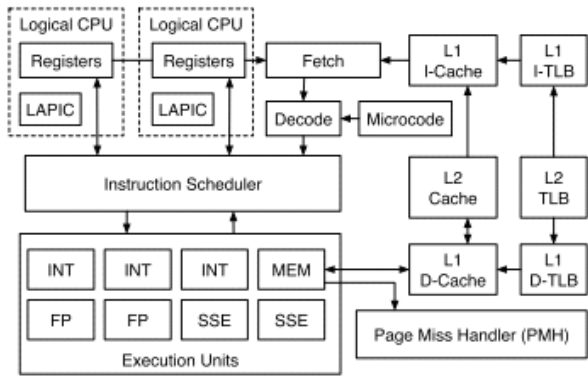 Logical CPU
Logical CPU
Registers
Registers
Fetch
L1
I-Cache
L1
I-TLB
LAPIC
LAPIC
Decode
Microcode
Instruction Scheduler
L2
Cache
L2
TLB
INT
INT
INT
MEM
L1
D-Cache
L1
D-TLB
FP
FP
SSE
SSE
Page Miss Handler (PMH)
Execution Units